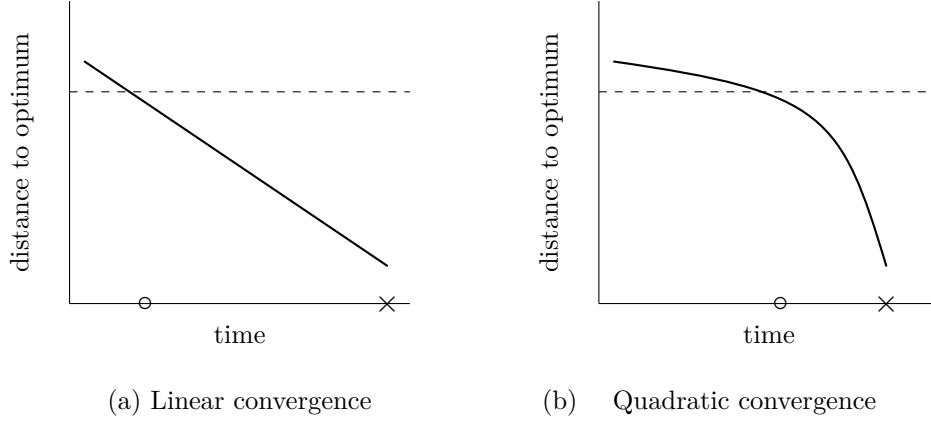 distance to optimum
time
(a) Linear convergence
distance to optimum
time
(b) Quadratic convergence